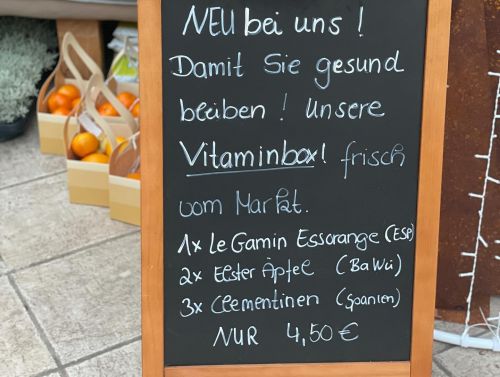 NEU bei uns !
Damit Sie gesund
bleiben ! Unsere
Vitaminbox! frisch
vom Markt.
1x Le Gamin Essorange (ESP)
2x Elster Äpfel (BaWü)
3x Clementinen (Spanien)
NUR 4,50 €